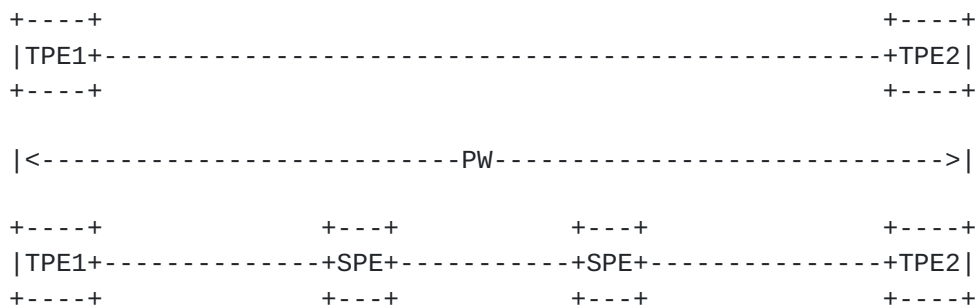 +----+                                             +----+
|TPE1+---------------------------------------------+TPE2|
+----+                                             +----+
|<--------------------------PW---------------------------->|
+----+             +---+          +---+              +----+
|TPE1+-------------+SPE+----------+SPE+--------------+TPE2|
+----+             +---+          +---+              +----+